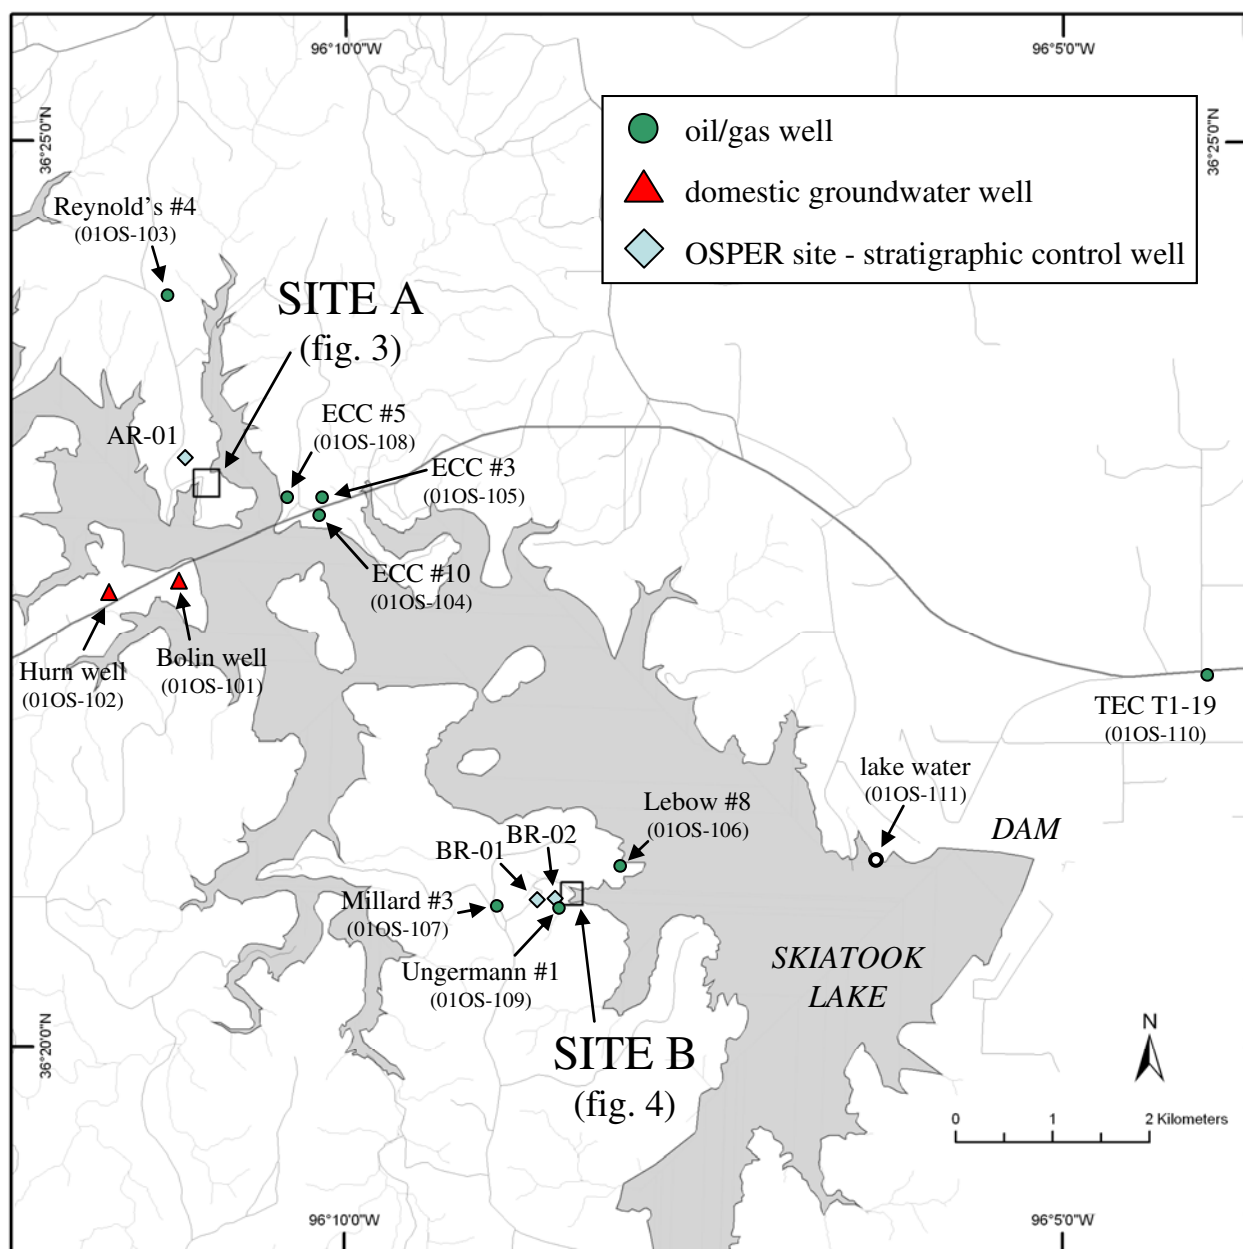 96°10'0"W
96°5'0"W
36°25'0"N
36°25'0"N
oil/gas well
domestic groundwater well
OSPER site - stratigraphic control well
Reynold's #4
(01OS-103)
SITE A
(fig. 3)
ECC #5
(01OS-108)
AR-01
ECC #3
(01OS-105)
ECC #10
(01OS-104)
Hurn well
(01OS-102)
Bolin well
(01OS-101)
TEC T1-19
(01OS-110)
lake water
(01OS-111)
Lebow #8
(01OS-106)
DAM
BR-02
BR-01
Millard #3
(01OS-107)
Ungermann #1
(01OS-109)
SKIATOOK
LAKE
SITE B
(fig. 4)
36°20'0"N
N
0 1 2 Kilometers
96°10'0"W
96°5'0"W